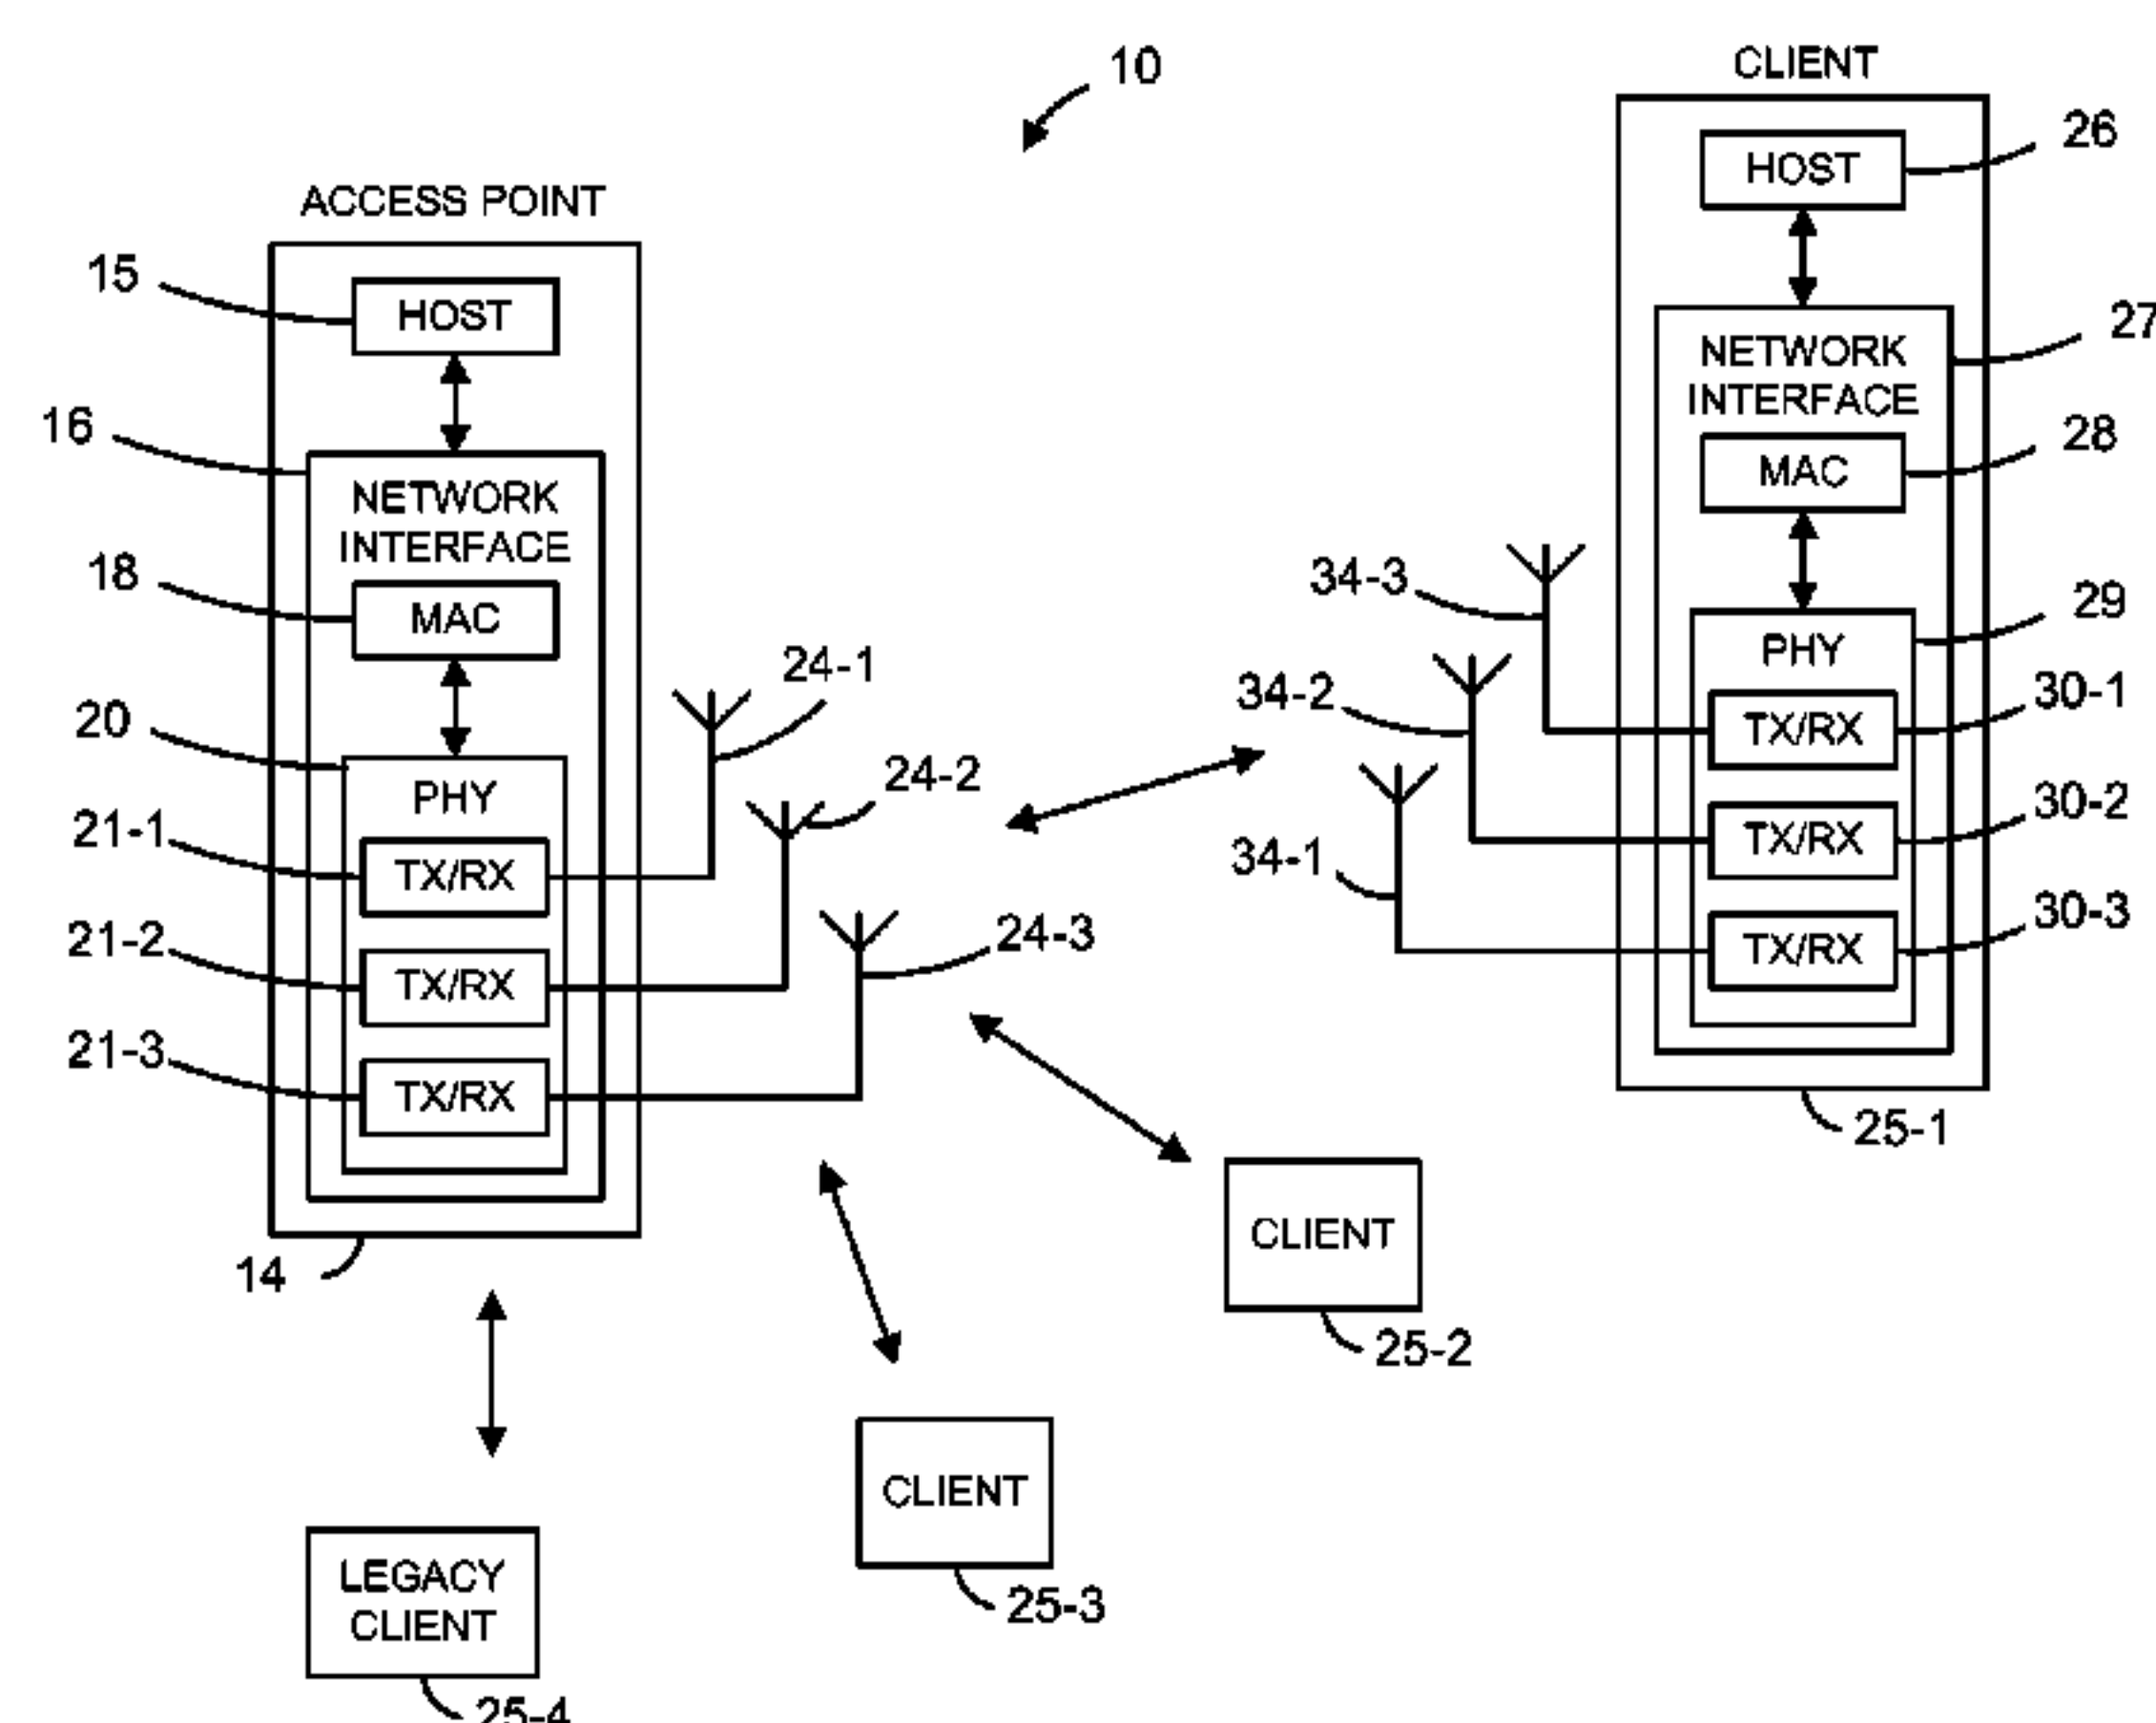 10
CLIENT
HOST
26
ACCESS POINT
15
HOST
NETWORK
INTERFACE
27
16
NETWORK
INTERFACE
MAC
28
18
MAC
34-3
29
PHY
24-1
34-2
30-1
TX/RX
20
PHY
24-2
30-2
TX/RX
21-1
TX/RX
34-1
30-3
TX/RX
21-2
TX/RX
24-3
21-3
TX/RX
25-1
14
CLIENT
25-2
CLIENT
25-3
LEGACY
CLIENT
25-4